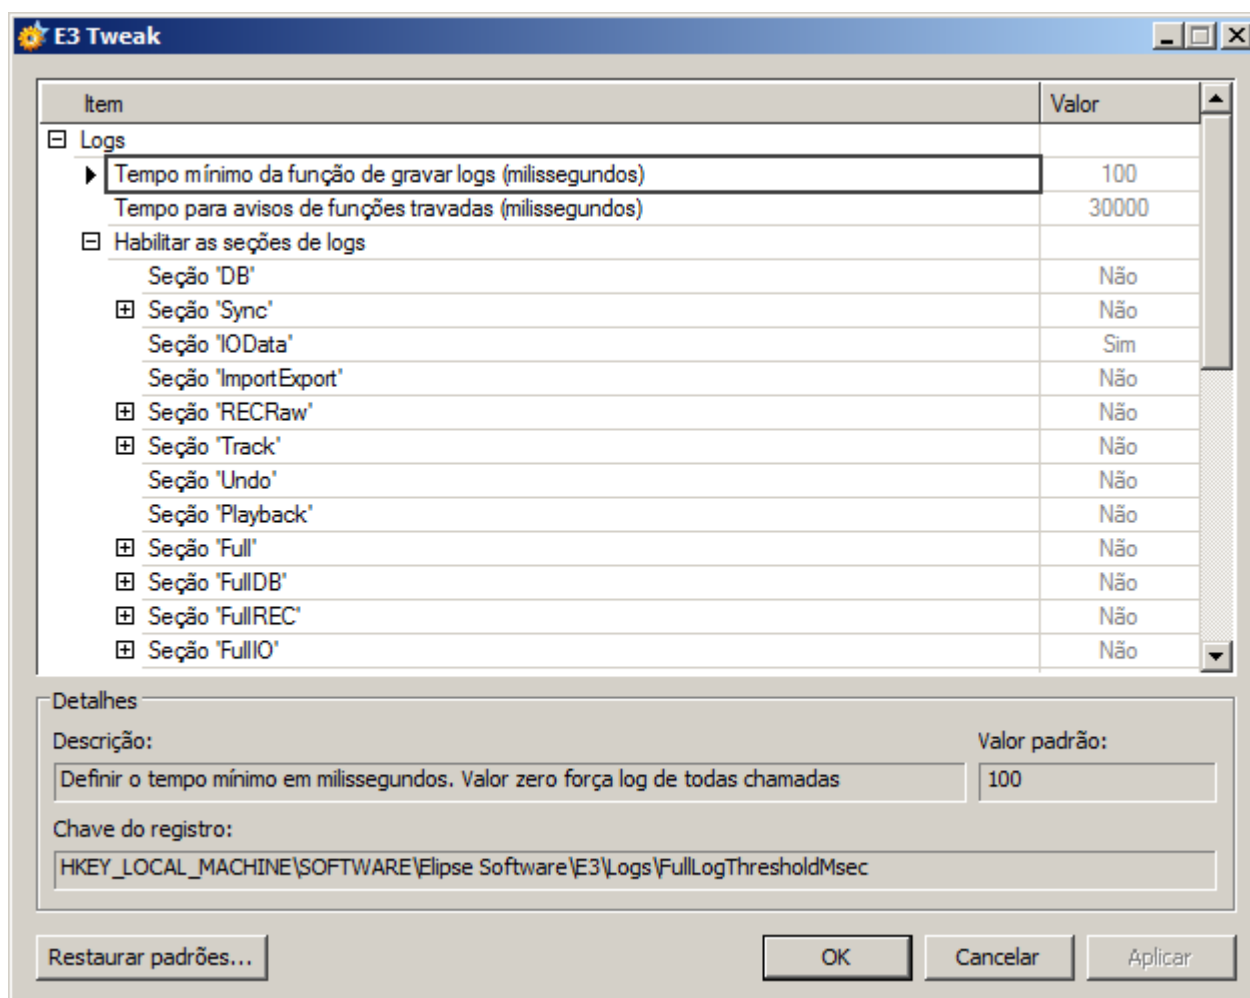 E3 Tweak
Item Valor
Logs
Tempo mínimo da função de gravar logs (milissegundos) 100
Tempo para avisos de funções travadas (milissegundos) 30000
Habilitar as seções de logs
Seção 'DB' Não
Seção 'Sync' Não
Seção 'IOData' Sim
Seção 'ImportExport' Não
Seção 'RECRaw' Não
Seção 'Track' Não
Seção 'Undo' Não
Seção 'Playback' Não
Seção 'Full' Não
Seção 'FullDB' Não
Seção 'FullREC' Não
Seção 'FullIO' Não
Detalhes
Descrição: Valor padrão:
Definir o tempo mínimo em milissegundos. Valor zero força log de todas chamadas 100
Chave do registro:
HKEY_LOCAL_MACHINE\SOFTWARE\Elipse Software\E3\Logs\FullLogThresholdMsec
Restaurar padrões... OK Cancelar Aplicar